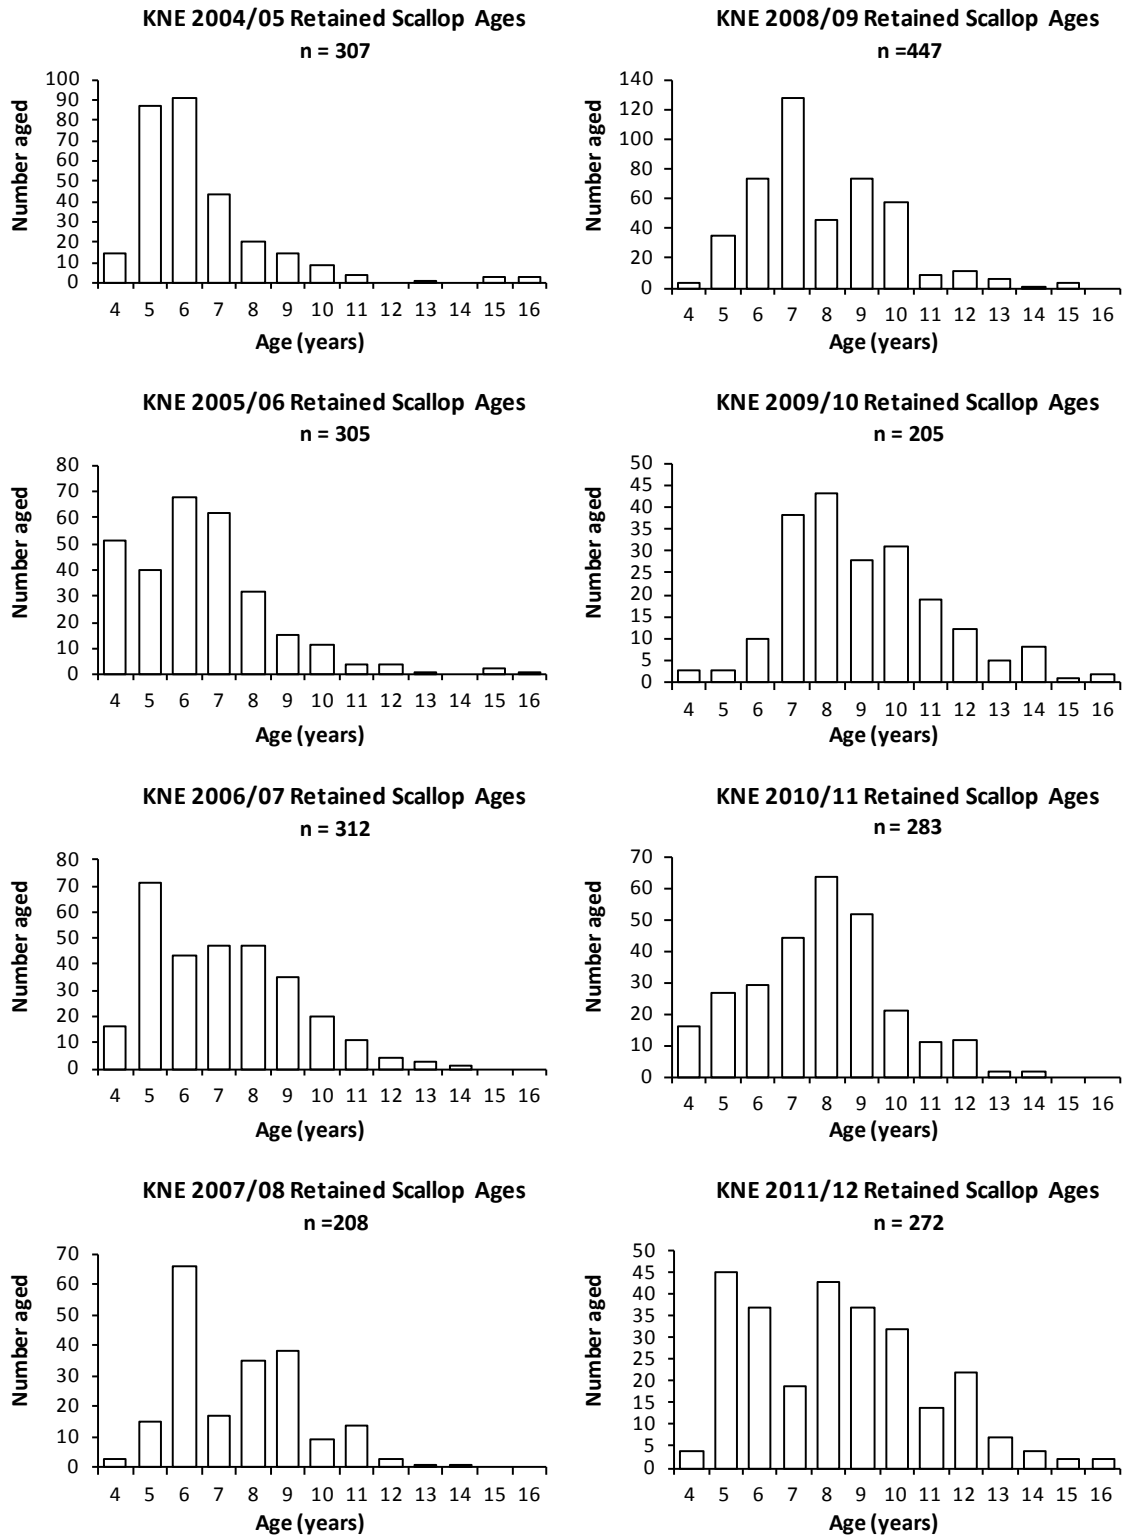 KNE 2004/05 Retained Scallop Ages
n = 307
Number aged
100
90
80
70
60
50
40
30
20
10
0
4 5 6 7 8 9 10 11 12 13 14 15 16
Age (years)
KNE 2008/09 Retained Scallop Ages
n =447
Number aged
140
120
100
80
60
40
20
0
4 5 6 7 8 9 10 11 12 13 14 15 16
Age (years)
KNE 2005/06 Retained Scallop Ages
n = 305
Number aged
80
70
60
50
40
30
20
10
0
4 5 6 7 8 9 10 11 12 13 14 15 16
Age (years)
KNE 2009/10 Retained Scallop Ages
n = 205
Number aged
50
45
40
35
30
25
20
15
10
5
0
4 5 6 7 8 9 10 11 12 13 14 15 16
Age (years)
KNE 2006/07 Retained Scallop Ages
n = 312
Number aged
80
70
60
50
40
30
20
10
0
4 5 6 7 8 9 10 11 12 13 14 15 16
Age (years)
KNE 2010/11 Retained Scallop Ages
n = 283
Number aged
70
60
50
40
30
20
10
0
4 5 6 7 8 9 10 11 12 13 14 15 16
Age (years)
KNE 2007/08 Retained Scallop Ages
n =208
Number aged
70
60
50
40
30
20
10
0
4 5 6 7 8 9 10 11 12 13 14 15 16
Age (years)
KNE 2011/12 Retained Scallop Ages
n = 272
Number aged
50
45
40
35
30
25
20
15
10
5
0
4 5 6 7 8 9 10 11 12 13 14 15 16
Age (years)